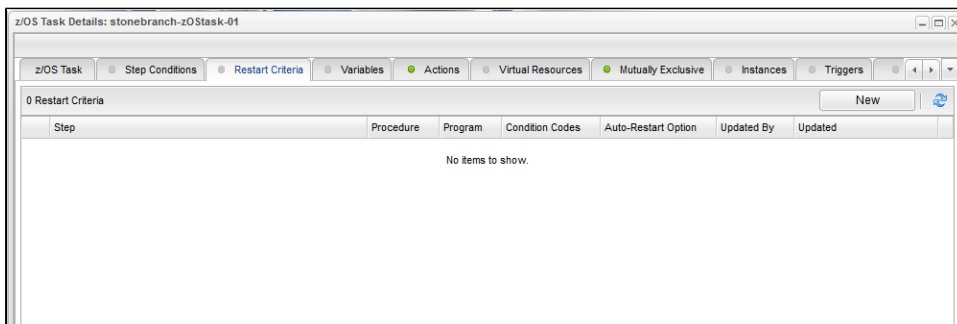 z/OS Task Details: stonebranch-zOStask-01
z/OS Task Step Conditions Restart Criteria Variables Actions Virtual Resources Mutually Exclusive Instances Triggers
0 Restart Criteria New
Step Procedure Program Condition Codes Auto-Restart Option Updated By Updated
No items to show.